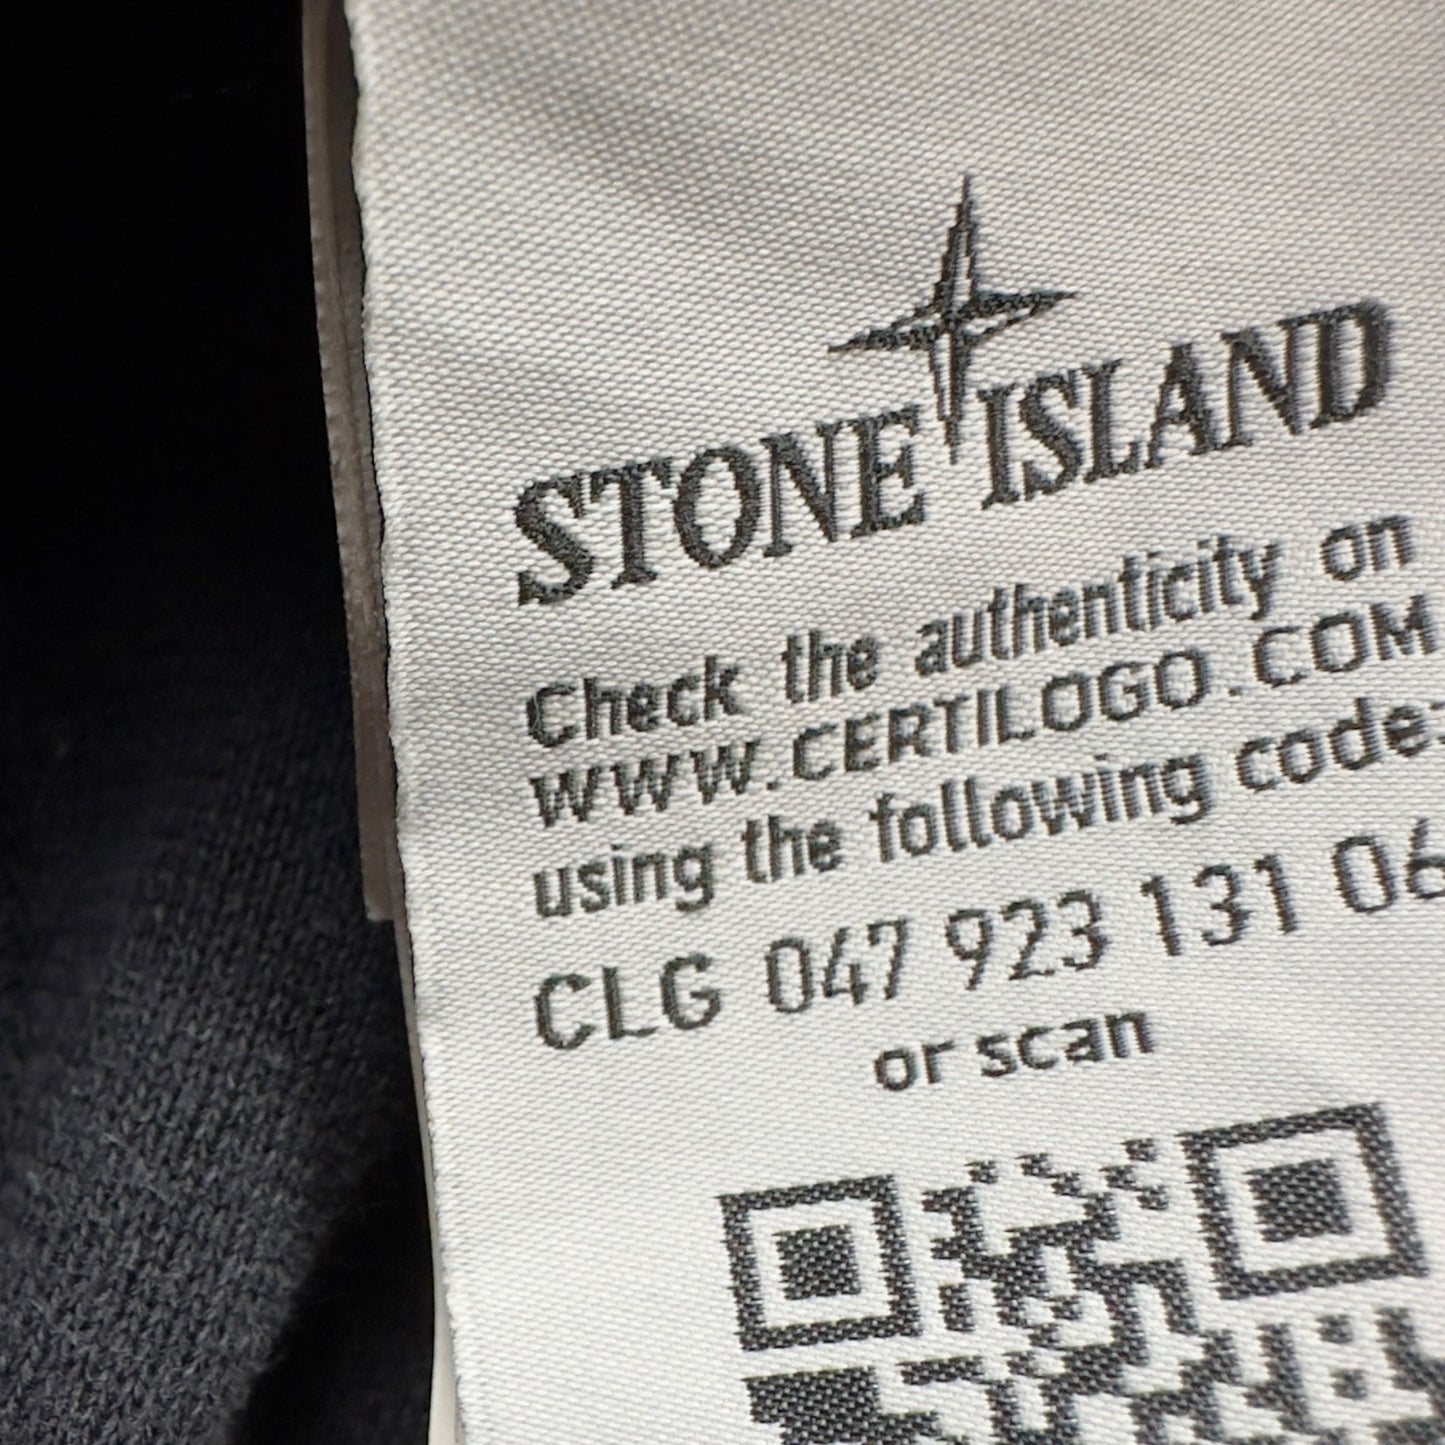 STONE ISLAND
Check the authenticity on
WWW.CERTILOGO.COM
using the following code:
CLG 047 923 131 06
or scan